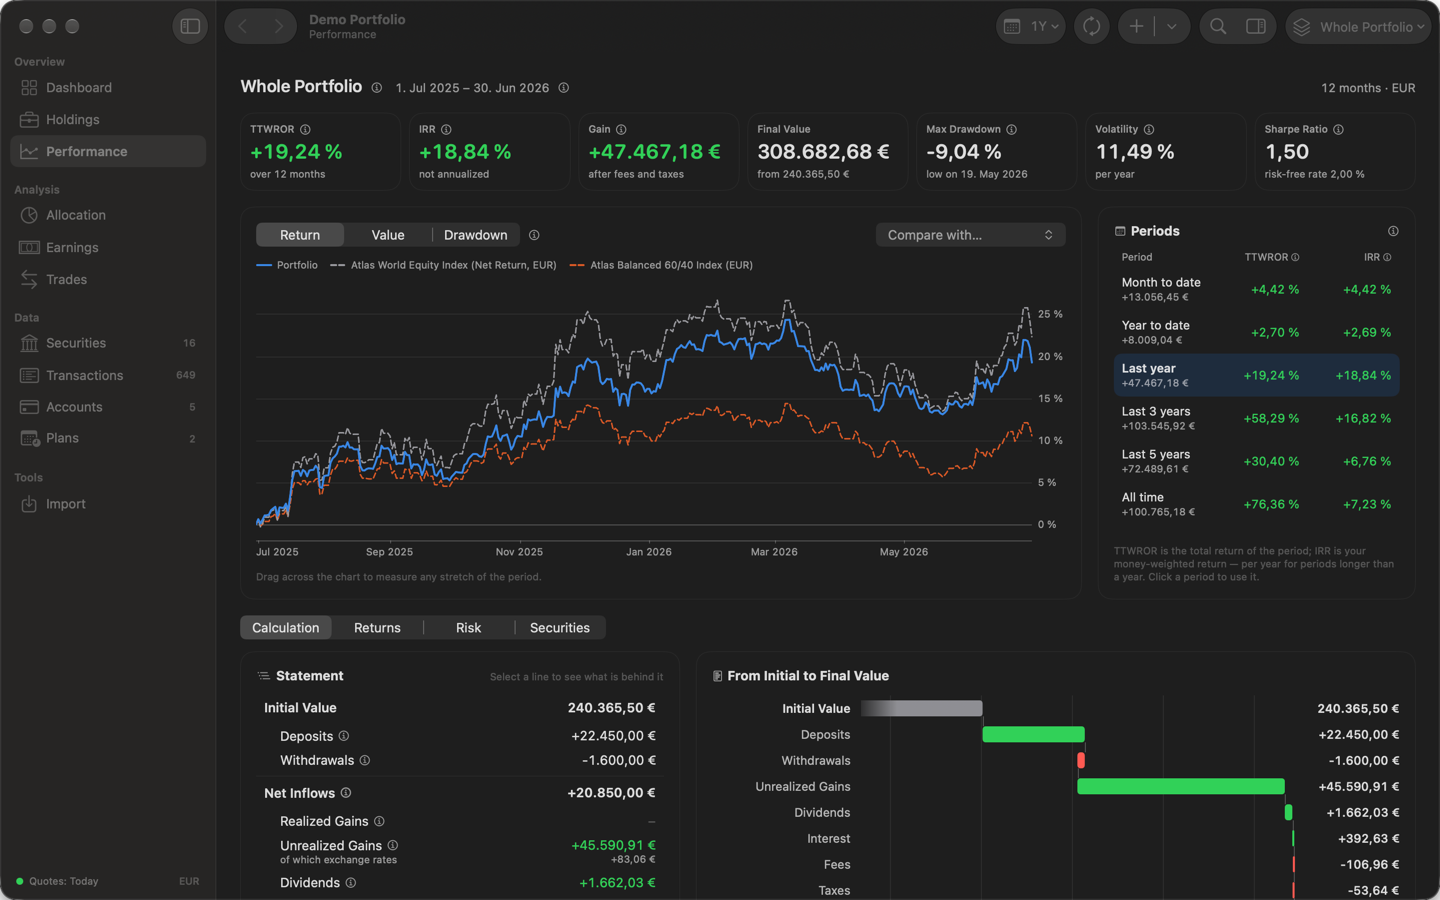 Demo Portfolio
Performance
1Y
Whole Portfolio
Overview
Dashboard
Holdings
Performance
Analysis
Allocation
Earnings
Trades
Data
Securities 16
Transactions 649
Accounts 5
Plans 2
Tools
Import
Quotes: Today EUR
Whole Portfolio 1. Jul 2025 – 30. Jun 2026 12 months · EUR
TTWROR
+19,24 %
over 12 months
IRR
+18,84 %
not annualized
Gain
+47.467,18 €
after fees and taxes
Final Value
308.682,68 €
from 240.365,50 €
Max Drawdown
-9,04 %
low on 19. May 2026
Volatility
11,49 %
per year
Sharpe Ratio
1,50
risk-free rate 2,00 %
Return Value Drawdown Compare with...
Portfolio Atlas World Equity Index (Net Return, EUR) Atlas Balanced 60/40 Index (EUR)
25 %
20 %
15 %
10 %
5 %
0 %
Jul 2025 Sep 2025 Nov 2025 Jan 2026 Mar 2026 May 2026
Drag across the chart to measure any stretch of the period.
Periods
Period TTWROR IRR
Month to date +4,42 % +4,42 %
+13.056,45 €
Year to date +2,70 % +2,69 %
+8.009,04 €
Last year +19,24 % +18,84 %
+47.467,18 €
Last 3 years +58,29 % +16,82 %
+103.545,92 €
Last 5 years +30,40 % +6,76 %
+72.489,61 €
All time +76,36 % +7,23 %
+100.765,18 €
TTWROR is the total return of the period; IRR is your
money-weighted return — per year for periods longer than
a year. Click a period to use it.
Calculation Returns Risk Securities
Statement Select a line to see what is behind it
Initial Value 240.365,50 €
Deposits +22.450,00 €
Withdrawals -1.600,00 €
Net Inflows +20.850,00 €
Realized Gains –
Unrealized Gains +45.590,91 €
of which exchange rates +83,06 €
Dividends +1.662,03 €
From Initial to Final Value
Initial Value 240.365,50 €
Deposits +22.450,00 €
Withdrawals -1.600,00 €
Unrealized Gains +45.590,91 €
Dividends +1.662,03 €
Interest +392,63 €
Fees -106,96 €
Taxes -53,64 €